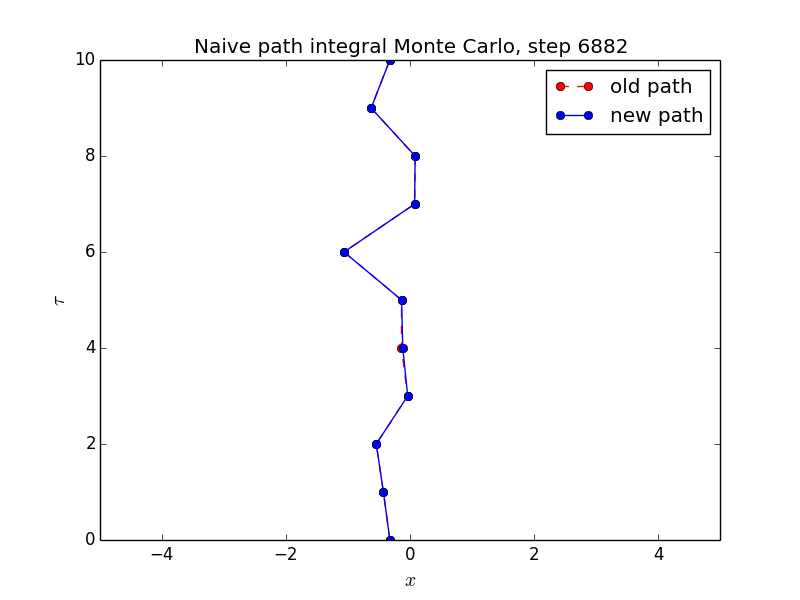 Naive path integral Monte Carlo, step 6882
old path
new path
10
8
6
4
2
0
τ
−4
−2
0
2
4
x